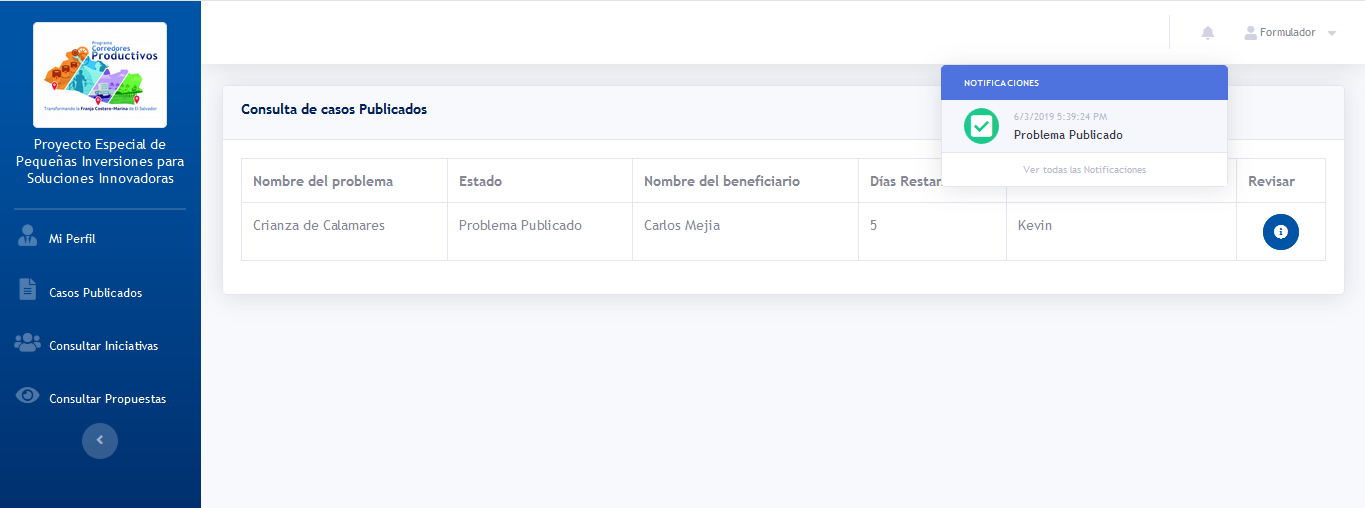 Programa
Corredores
Productivos
Transformando la Franja Costero-Marina de El Salvador
Proyecto Especial de
Pequeñas Inversiones para
Soluciones Innovadoras
Mi Perfil
Casos Publicados
Consultar Iniciativas
Consultar Propuestas
Formulador
NOTIFICACIONES
6/3/2019 5:39:24 PM
Problema Publicado
Ver todas las Notificaciones
Consulta de casos Publicados
Nombre del problema Estado Nombre del beneficiario Días Restan Revisar
Crianza de Calamares Problema Publicado Carlos Mejia 5 Kevin